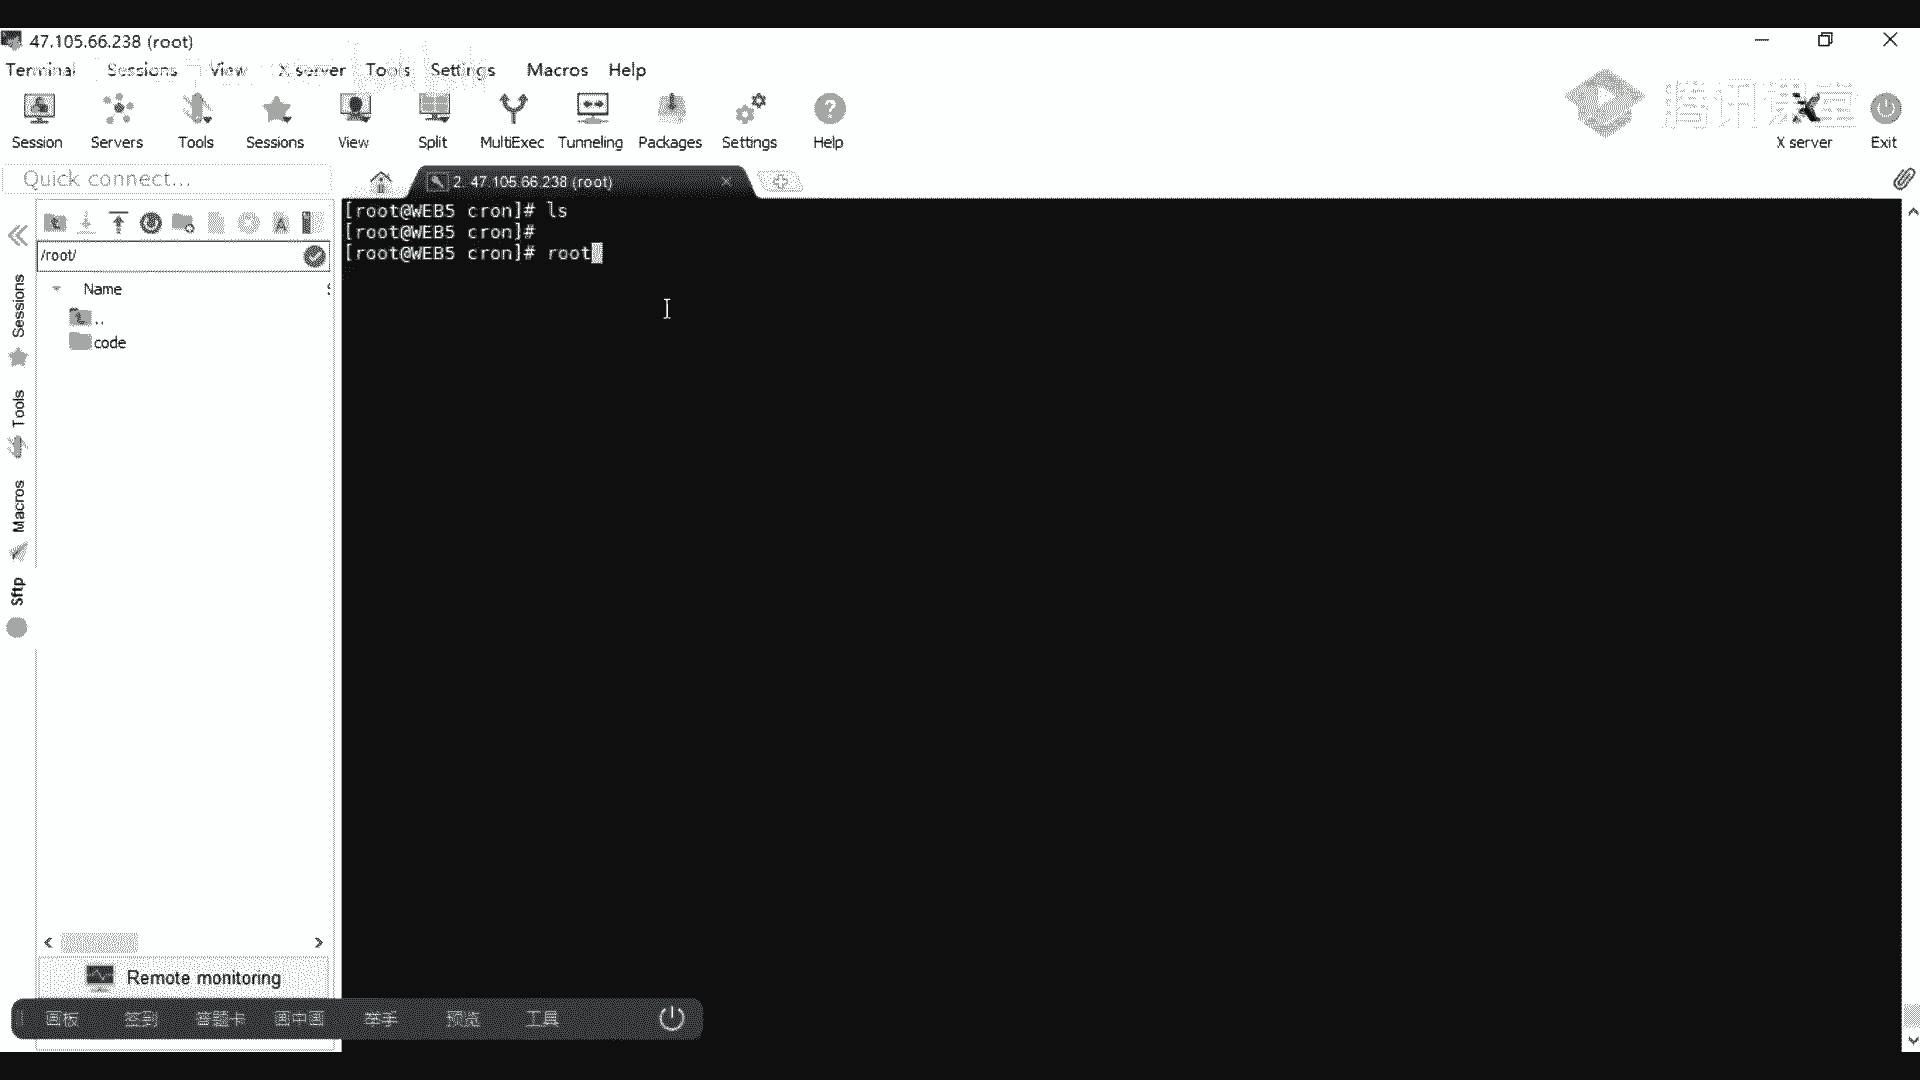 47.105.66.238 (root)
Terminal Sessions View X server Tools Settings Macros Help
腾讯课堂
Session Servers Tools Sessions View Split MultiExec Tunneling Packages Settings Help X server Exit
Quick connect...
2. 47.105.66.238 (root)
[root@WEB5 cron]# ls
[root@WEB5 cron]#
[root@WEB5 cron]# root
/root/
Name
..
code
Sessions
Tools
Macros
Sftp
Remote monitoring
画板 签到 答题卡 画中画 举手 预览 工具